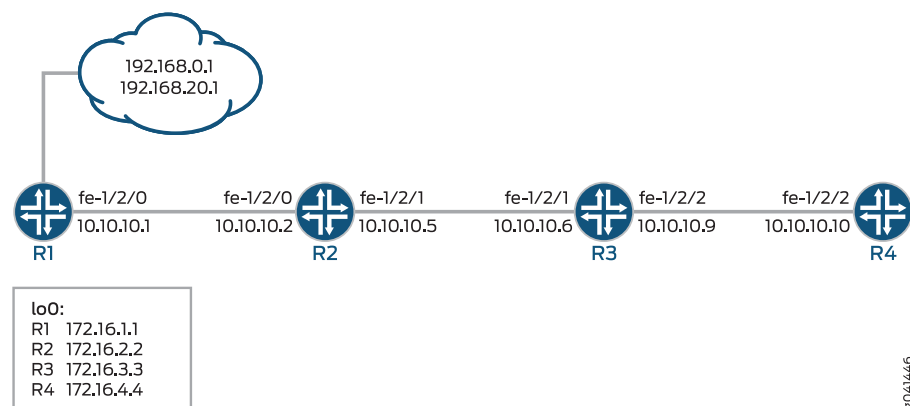 192.168.0.1
192.168.20.1
fe-1/2/0
10.10.10.1
fe-1/2/0
10.10.10.2
fe-1/2/1
10.10.10.5
fe-1/2/1
10.10.10.6
fe-1/2/2
10.10.10.9
fe-1/2/2
10.10.10.10
R1
R2
R3
R4
lo0:
R1 172.16.1.1
R2 172.16.2.2
R3 172.16.3.3
R4 172.16.4.4
g041446